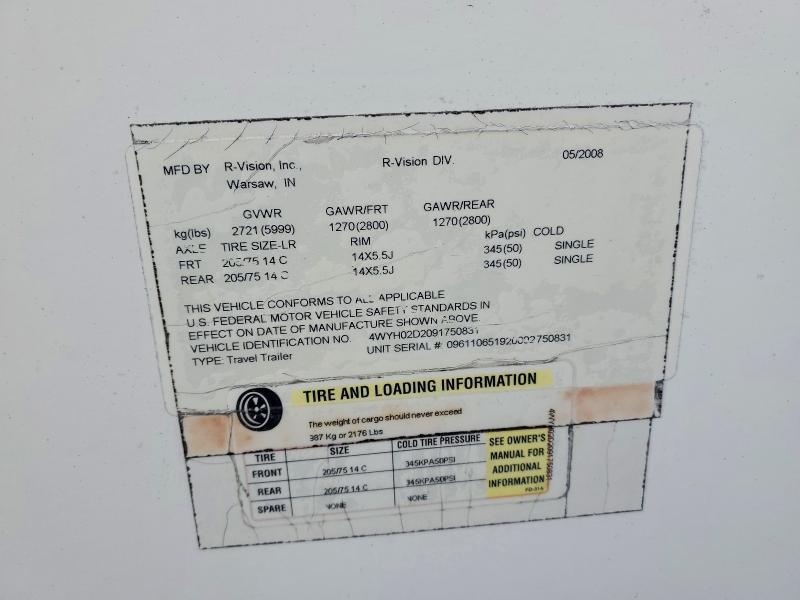 MFD BY R-Vision, Inc., R-Vision DIV. 05/2008
Warsaw, IN
GVWR GAWR/FRT GAWR/REAR
kg(lbs) 2721 (5999) 1270(2800) 1270(2800)
AXLE TIRE SIZE-LR RIM kPa(psi) COLD
FRT 205/75 14 C 14X5.5J 345(50) SINGLE
REAR 205/75 14 C 14X5.5J 345(50) SINGLE
THIS VEHICLE CONFORMS TO ALL APPLICABLE
U.S. FEDERAL MOTOR VEHICLE SAFETY STANDARDS IN
EFFECT ON DATE OF MANUFACTURE SHOWN ABOVE.
VEHICLE IDENTIFICATION NO. 4WYH02D2091750831
TYPE: Travel Trailer UNIT SERIAL #:
TIRE AND LOADING INFORMATION
The weight of cargo should never exceed
387 Kg or 2176 Lbs
TIRE SIZE COLD TIRE PRESSURE
FRONT 205/75 14 C 345KPA50PSI
REAR 205/75 14 C 345KPA50PSI
SPARE NONE NONE
SEE OWNER'S
MANUAL FOR
ADDITIONAL
INFORMATION